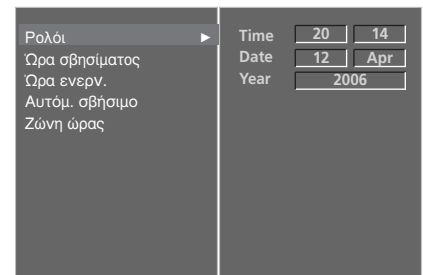 Ρολόι ►
Ώρα σβησίματος
Ώρα ενεργ.
Αυτόμ. σβήσιμο
Ζώνη ώρας
Time 20 14
Date 12 Apr
Year 2006